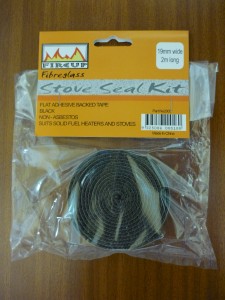 FIREUP
19mm wide
2m long
Fibreglass
Stove Seal Kit
FLAT ADHESIVE BACKED TAPE
BLACK
NON-ASBESTOS
SUITS SOLID FUEL HEATERS AND STOVES